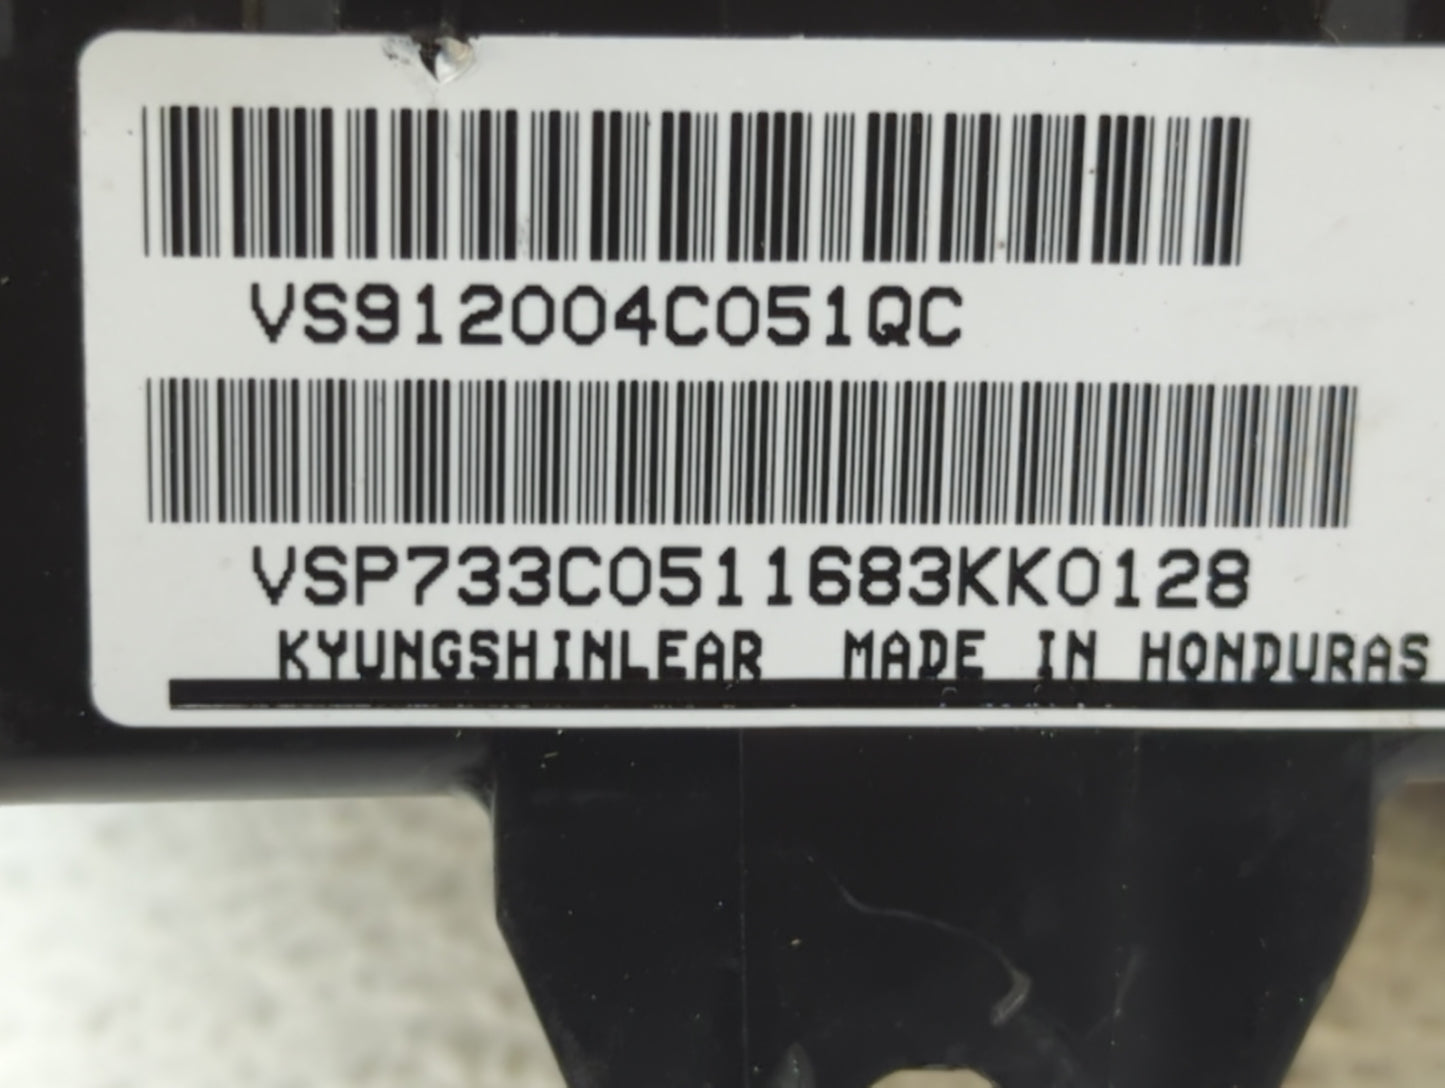 VS912004C051QC
VSP733C0511683KK0128
KYUNGSHINLEAR MADE IN HONDURAS